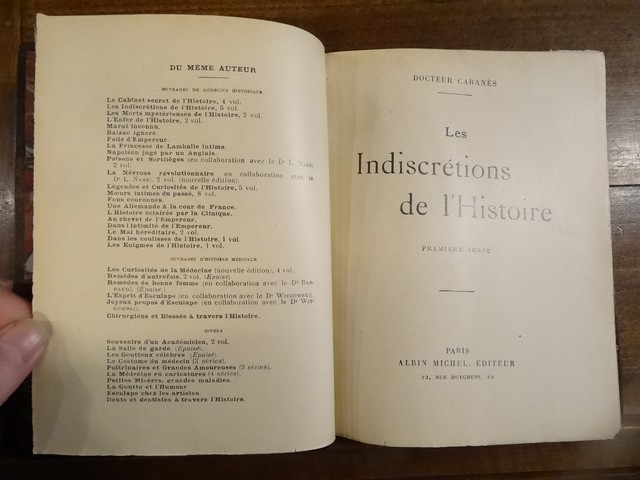 DU MÊME AUTEUR
OUVRAGES DE MÉDECINE HISTORIQUE
Le Cabinet secret de l'Histoire, 4 vol.
Les Indiscrétions de l'Histoire, 6 vol.
Les Morts mystérieuses de l'Histoire, 2 vol.
L'Enfer de l'Histoire, 2 vol.
Marat inconnu.
Balzac ignoré.
Folie d'Empereur.
La Princesse de Lamballe intime.
Napoléon jugé par un Anglais.
Poisons et Sortilèges (en collaboration avec le Dr L. Nass)
2 vol.
La Névrose révolutionnaire en collaboration avec le
Dr L. Nass). 2 vol. (nouvelle édition).
Légendes et Curiosités de l'Histoire, 5 vol.
Mœurs intimes du passé, 8 vol.
Fous couronnés.
Une Allemande à la cour de France.
L'Histoire éclairée par la Clinique.
Au chevet de l'Empereur.
Dans l'intimité de l'Empereur.
Le Mal héréditaire, 2 vol.
Dans les coulisses de l'Histoire, 1 vol.
Les Enigmes de l'Histoire, 1 vol.
OUVRAGES D'HISTOIRE MÉDICALE
Les Curiosités de la Médecine (nouvelle édition), 4 vol.
Remèdes d'autrefois. 2 vol. (Epuisé)
Remèdes de bonne femme (en collaboration avec le Dr BAR-
RAUD). (Epuisé.)
L'Esprit d'Esculape (en collaboration avec le Dr WITKOWSKI).
Joyeux propos d'Esculape (en collaboration avec le Dr WIT-
KOWSKI).
Chirurgiens et Blessés à travers l'Histoire.
DIVERS
Souvenirs d'un Académicien, 2 vol.
La Salle de garde. (Epuisé).
Les Goutteux célèbres (Epuisé).
Le Costume du médecin (3 séries).
Poitrinaires et Grandes Amoureuses (3 séries).
La Médecine en caricatures (4 séries).
Petites Misères, grandes maladies.
La Goutte et l'Humour
Esculape chez les artistes
Dents et dentistes à travers l'Histoire.
DOCTEUR CABANÈS
Les
Indiscrétions
de l'Histoire
PREMIÈRE SÉRIE
PARIS
ALBIN MICHEL, ÉDITEUR
22, RUE HUYGHENS, 22